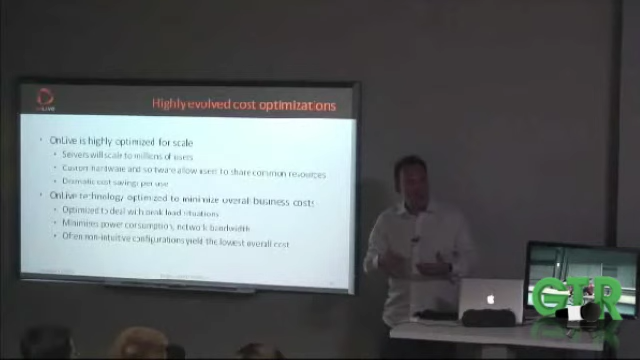 Highly evolved cost optimizations
OnLive is highly optimized for scale
Servers will scale to millions of users
Custom hardware and software allow users to share common resources
Dramatic cost savings per user
OnLive technology optimized to minimize overall business costs
Optimized to deal with peak load situations
Minimizes power consumption, network bandwidth
Often non-intuitive configurations yield the lowest overall cost
GTR